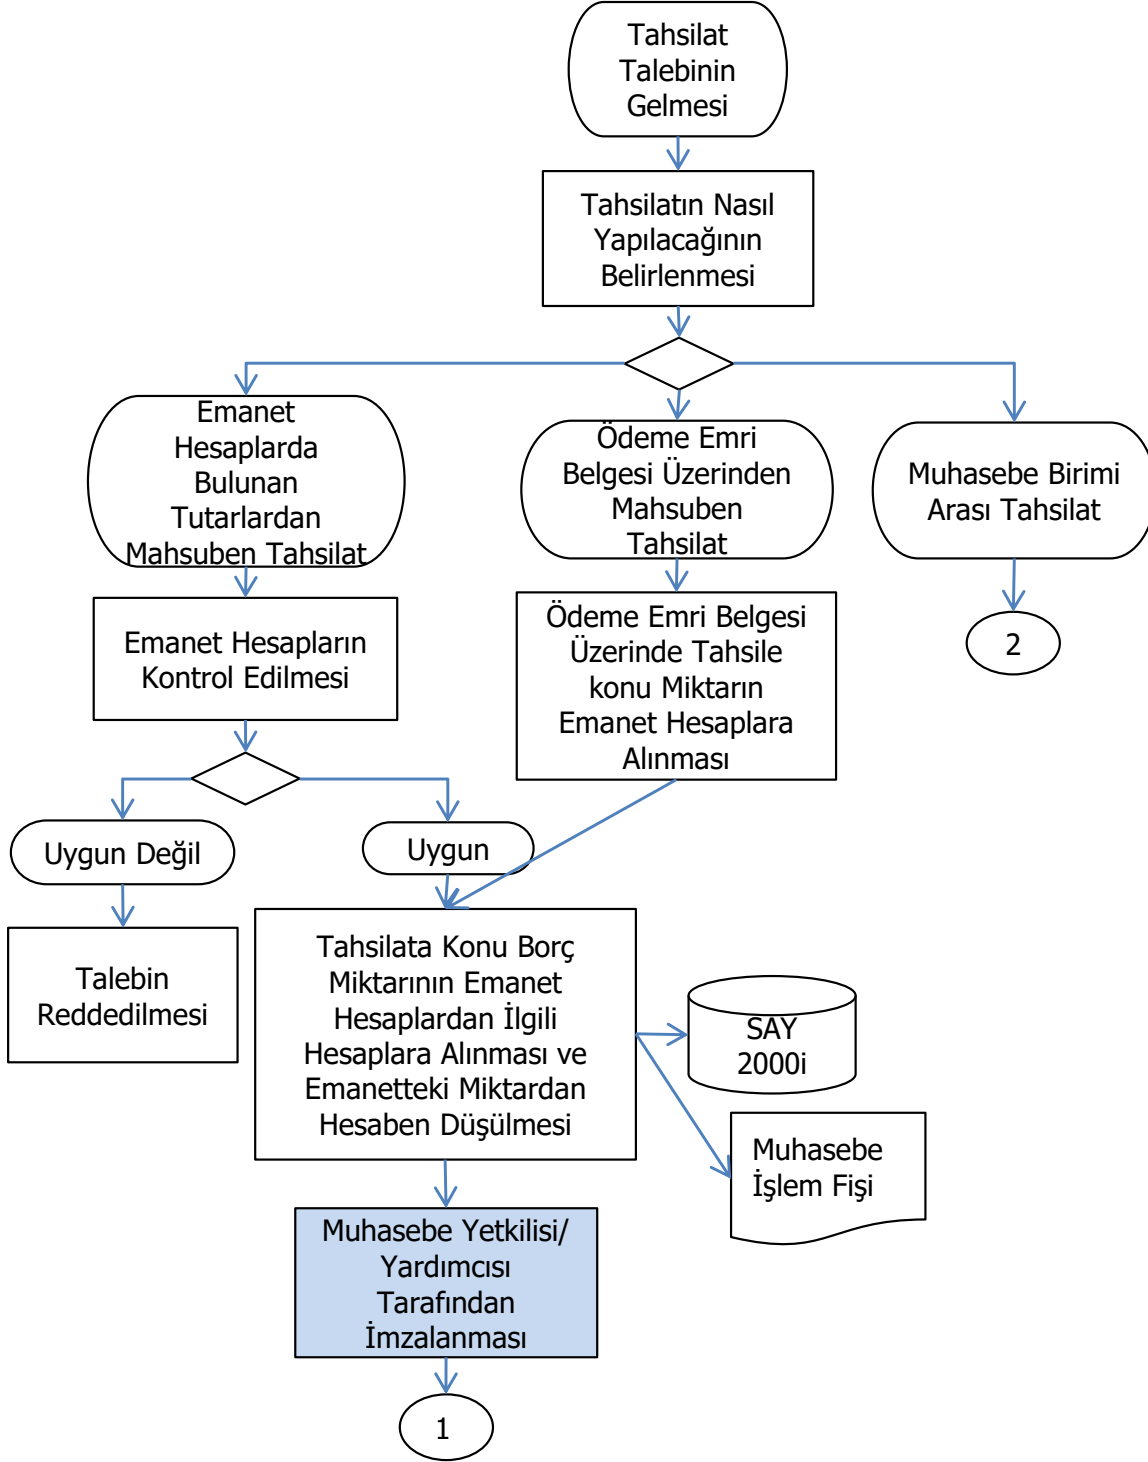 Tahsilat
Talebinin
Gelmesi
Tahsilatın Nasıl
Yapılacağının
Belirlenmesi
Emanet
Hesaplarda
Bulunan
Tutarlardan
Mahsuben Tahsilat
Ödeme Emri
Belgesi Üzerinden
Mahsuben
Tahsilat
Muhasebe Birimi
Arası Tahsilat
Emanet Hesapların
Kontrol Edilmesi
Ödeme Emri Belgesi
Üzerinde Tahsile
konu Miktarın
Emanet Hesaplara
Alınması
2
Uygun Değil
Uygun
Talebin
Reddedilmesi
Tahsilata Konu Borç
Miktarının Emanet
Hesaplardan İlgili
Hesaplara Alınması ve
Emanetteki Miktardan
Hesaben Düşülmesi
SAY
2000i
Muhasebe
İşlem Fişi
Muhasebe Yetkilisi/
Yardımcısı
Tarafından
İmzalanması
1